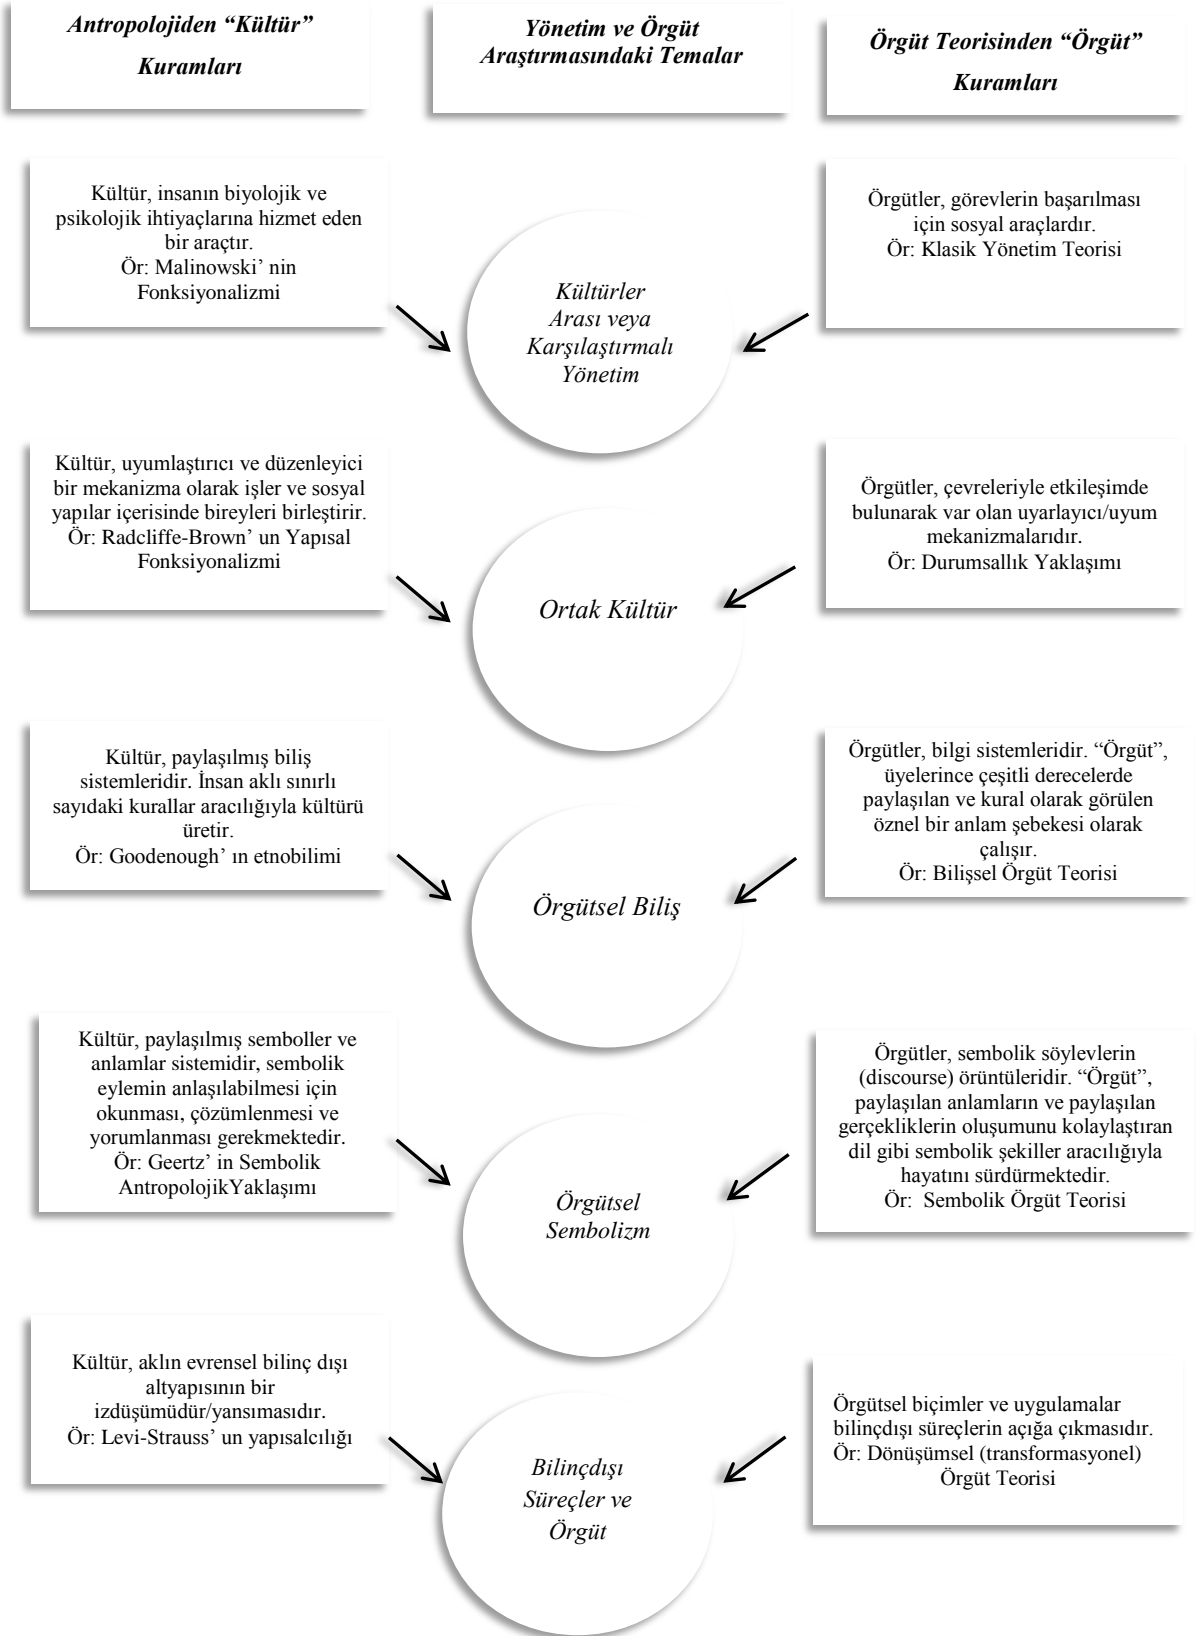 Antropolojiden “Kültür”
Kuramları
Yönetim ve Örgüt
Araştırmasındaki Temalar
Örgüt Teorisinden “Örgüt”
Kuramları
Kültür, insanın biyolojik ve
psikolojik ihtiyaçlarına hizmet eden
bir araçtır.
Ör: Malinowski’ nin
Fonksiyonalizmi
Kültürler
Arası veya
Karşılaştırmalı
Yönetim
Örgütler, görevlerin başarılması
için sosyal araçlardır.
Ör: Klasik Yönetim Teorisi
Kültür, uyumlaştırıcı ve düzenleyici
bir mekanizma olarak işler ve sosyal
yapılar içerisinde bireyleri birleştirir.
Ör: Radcliffe-Brown’ un Yapısal
Fonksiyonalizmi
Ortak Kültür
Örgütler, çevreleriyle etkileşimde
bulunarak var olan uyarlayıcı/uyum
mekanizmalarıdır.
Ör: Durumsallık Yaklaşımı
Kültür, paylaşılmış biliş
sistemleridir. İnsan aklı sınırlı
sayıdaki kurallar aracılığıyla kültürü
üretir.
Ör: Goodenough’ ın etnobilimi
Örgütsel Biliş
Örgütler, bilgi sistemleridir. “Örgüt”,
üyelerince çeşitli derecelerde
paylaşılan ve kural olarak görülen
öznel bir anlam şebekesi olarak
çalışır.
Ör: Bilişsel Örgüt Teorisi
Kültür, paylaşılmış semboller ve
anlamlar sistemidir, sembolik
eylemin anlaşılabilmesi için
okunması, çözümlenmesi ve
yorumlanması gerekmektedir.
Ör: Geertz’ in Sembolik
AntropolojikYaklaşımı
Örgütsel
Sembolizm
Örgütler, sembolik söylevlerin
(discourse) örüntüleridir. “Örgüt”,
paylaşılan anlamların ve paylaşılan
gerçekliklerin oluşumunu kolaylaştıran
dil gibi sembolik şekiller aracılığıyla
hayatını sürdürmektedir.
Ör: Sembolik Örgüt Teorisi
Kültür, aklın evrensel bilinç dışı
altyapısının bir
izdüşümüdür/yansımasıdır.
Ör: Levi-Strauss’ un yapısalcılığı
Bilinçdışı
Süreçler ve
Örgüt
Örgütsel biçimler ve uygulamalar
bilinçdışı süreçlerin açığa çıkmasıdır.
Ör: Dönüşümsel (transformasyonel)
Örgüt Teorisi